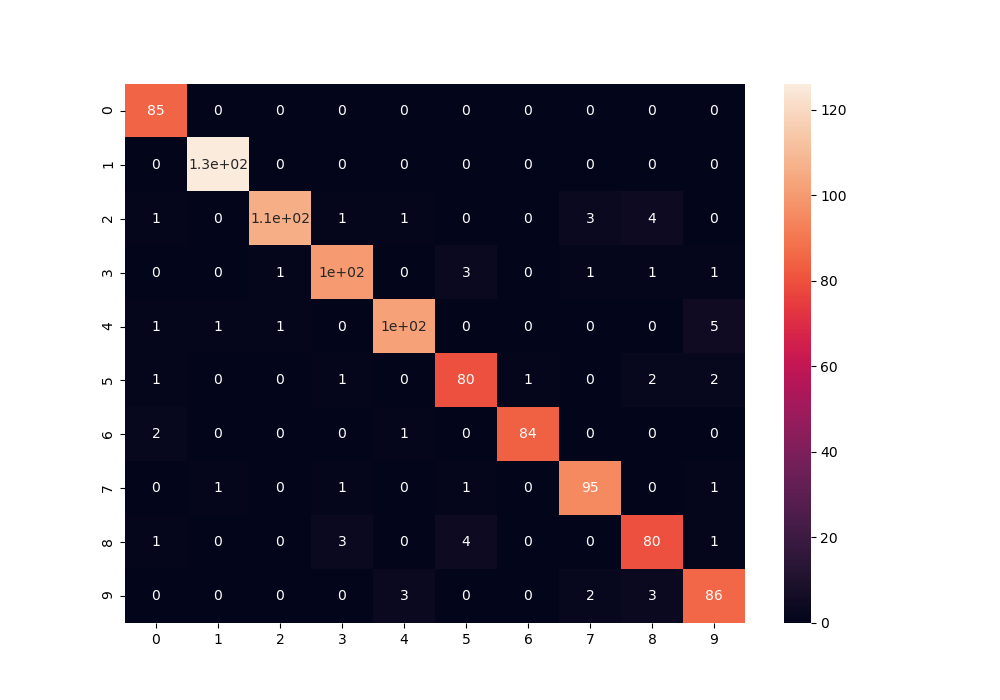 0 85 0 0 0 0 0 0 0 0 0
1 0 1.3e+02 0 0 0 0 0 0 0 0
2 1 0 1.1e+02 1 1 0 0 3 4 0
3 0 0 1 1e+02 0 3 0 1 1 1
4 1 1 1 0 1e+02 0 0 0 0 5
5 1 0 0 1 0 80 1 0 2 2
6 2 0 0 0 1 0 84 0 0 0
7 0 1 0 1 0 1 0 95 0 1
8 1 0 0 3 0 4 0 0 80 1
9 0 0 0 0 3 0 0 2 3 86
0 1 2 3 4 5 6 7 8 9
120
100
80
60
40
20
0